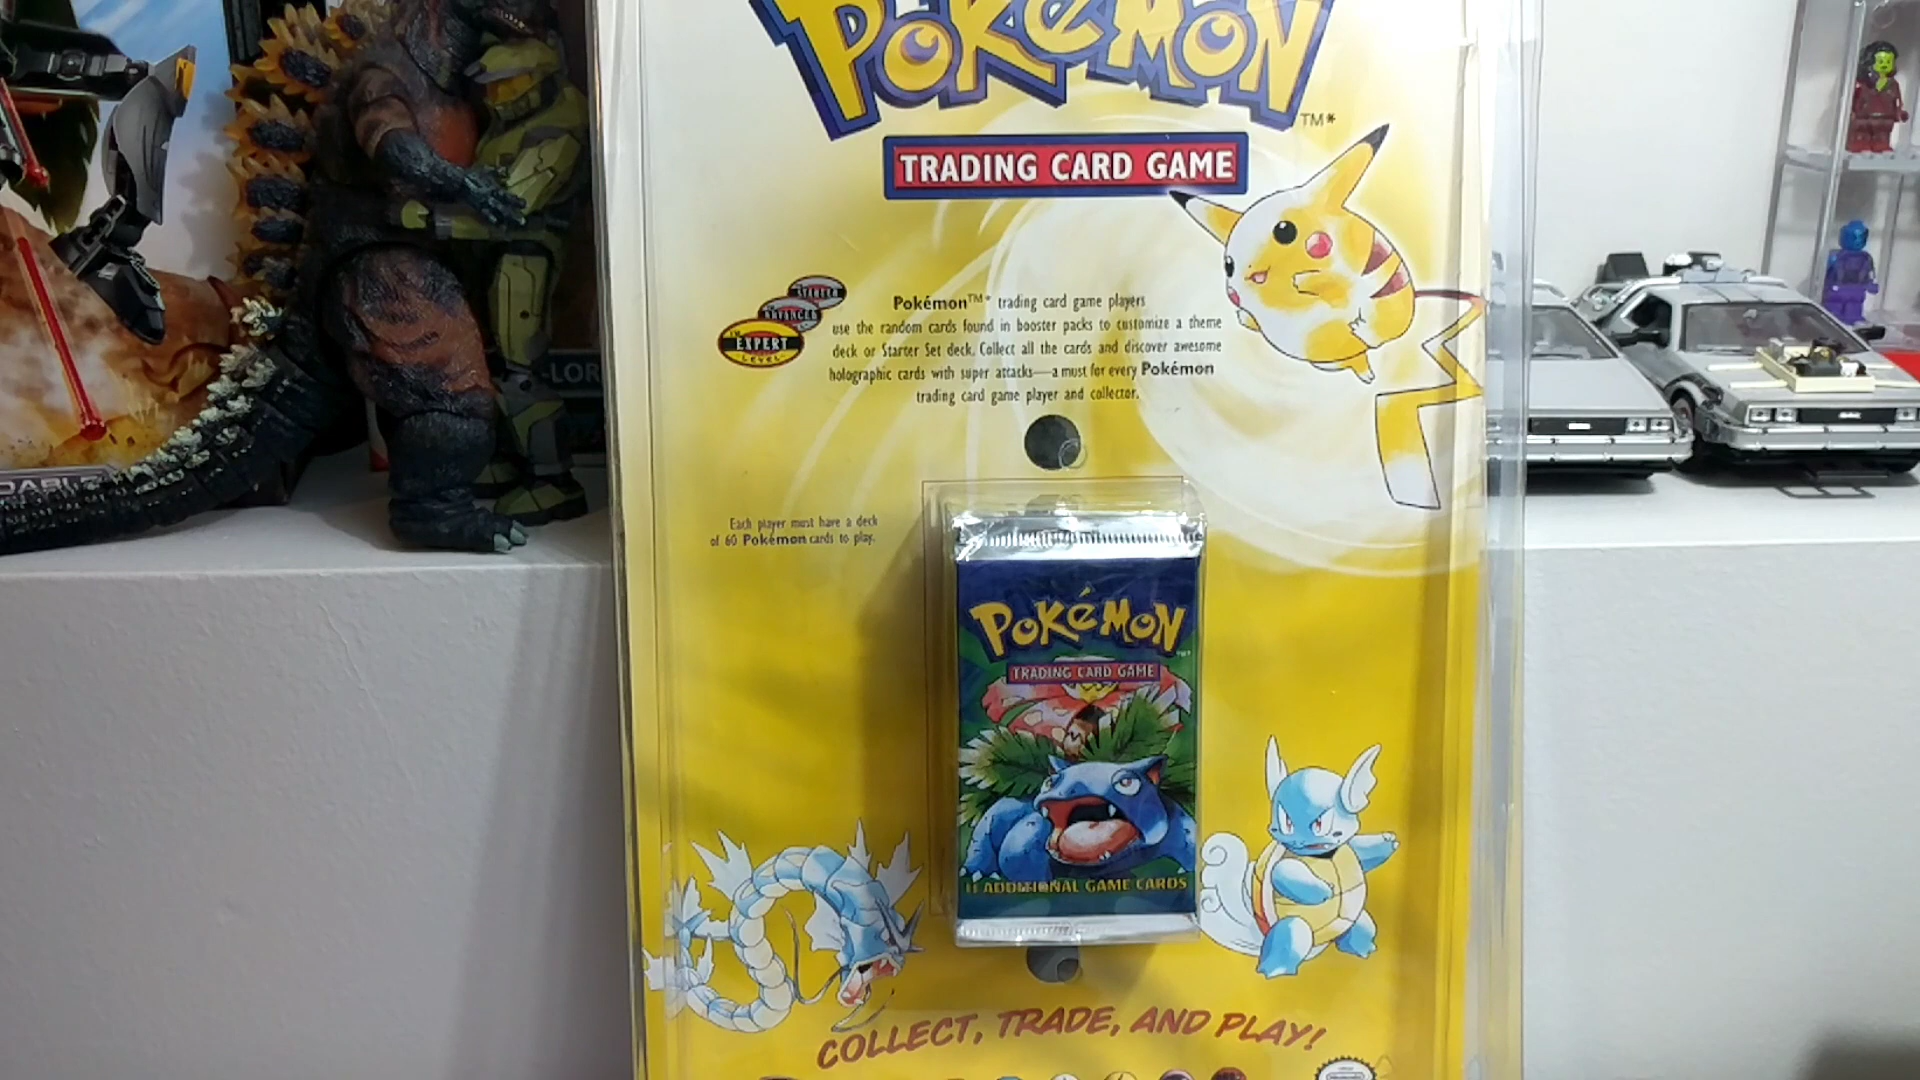 POKéMON
TM*
TRADING CARD GAME
STARTER
ADVANCED
EXPERT
LEVEL
Pokémon™* trading card game players
use the random cards found in booster packs to customize a theme
deck or Starter Set deck. Collect all the cards and discover awesome
holographic cards with super attacks—a must for every Pokémon
trading card game player and collector.
-LOR
DABL
Each player must have a deck
of 60 Pokémon cards to play.
POKéMON
TRADING CARD GAME
11 ADDITIONAL GAME CARDS
COLLECT, TRADE, AND PLAY!